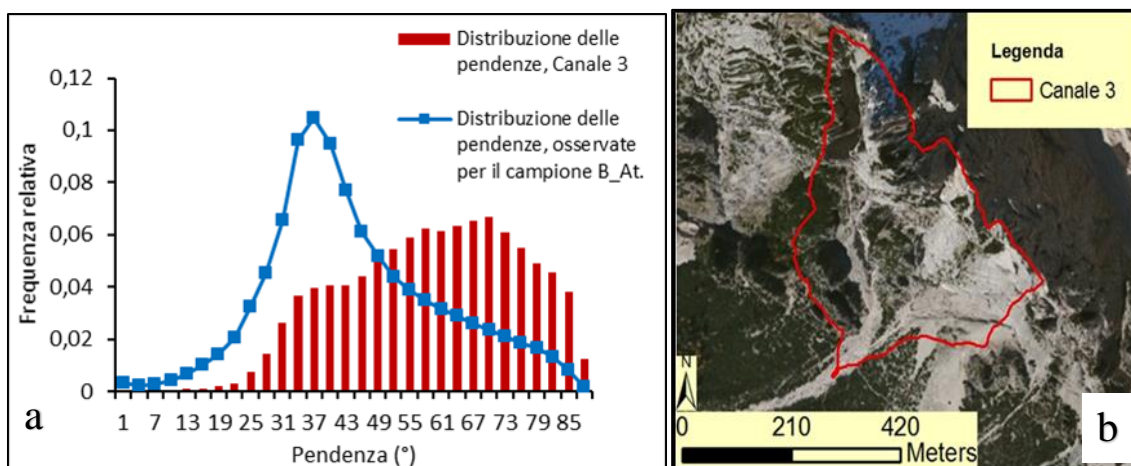 Distribuzione delle
pendenze, Canale 3
Distribuzione delle
pendenze, osservate
per il campione B_At.
Frequenza relativa
0,12
0,1
0,08
0,06
0,04
0,02
0
1 7 13 19 25 31 37 43 49 55 61 67 73 79 85
Pendenza (°)
a
Legenda
Canale 3
N
0 210 420
Meters
b